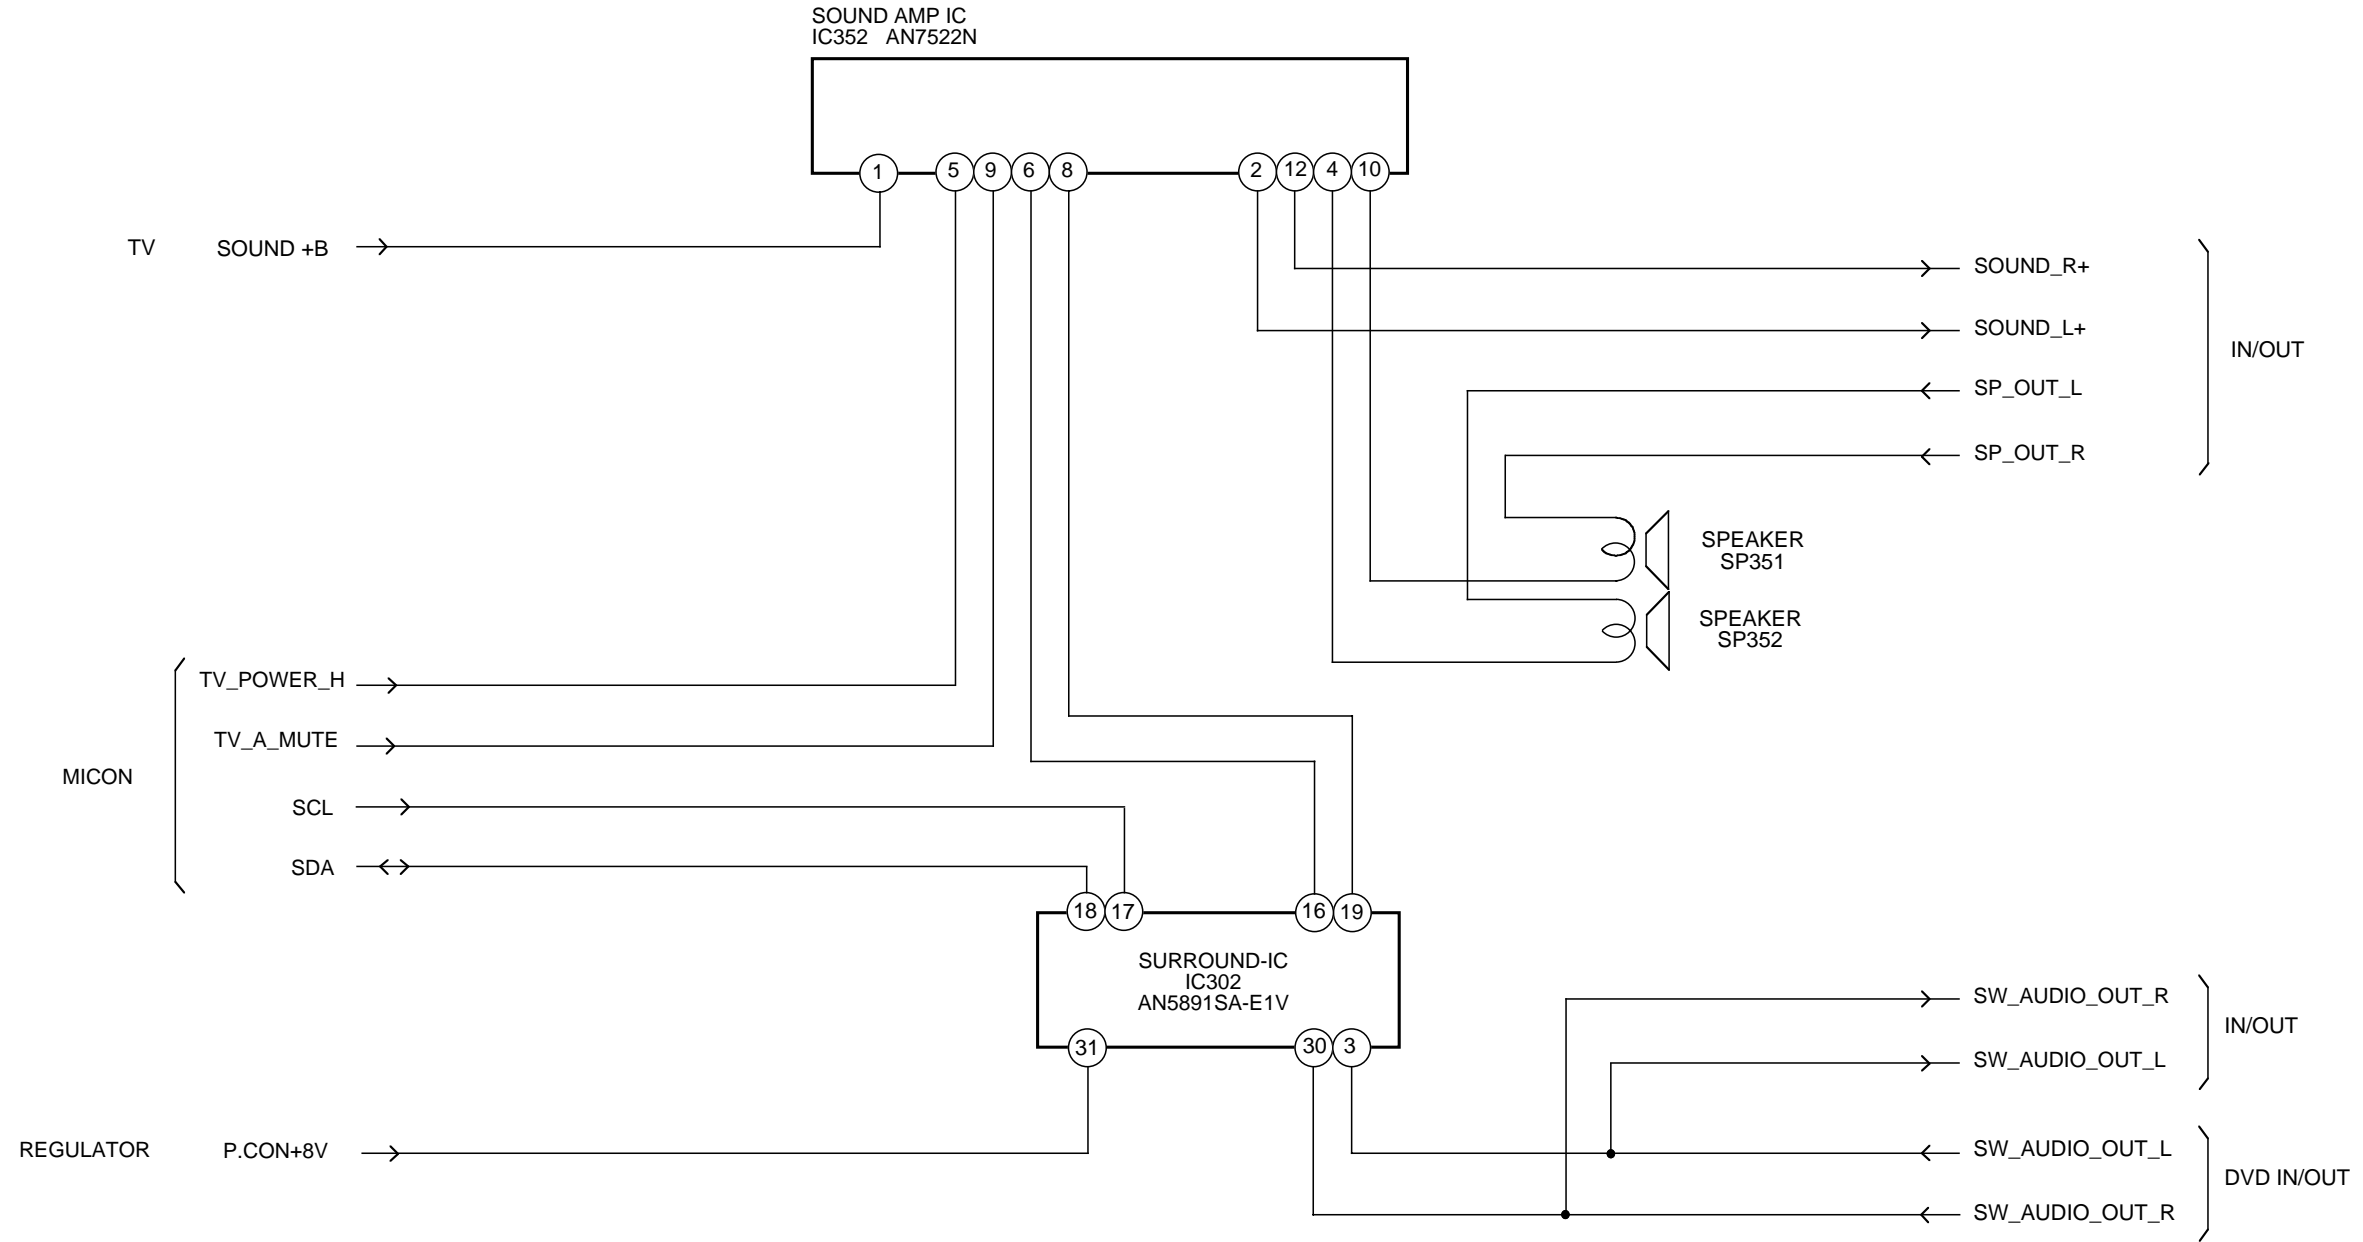 SOUND AMP IC
IC352 AN7522N
1 5 9 6 8 2 12 4 10
TV SOUND +B
SOUND_R+
SOUND_L+
IN/OUT
SP_OUT_L
SP_OUT_R
SPEAKER
SP351
SPEAKER
SP352
TV_POWER_H
TV_A_MUTE
MICON
SCL
SDA
18 17 16 19
SURROUND-IC
IC302
AN5891SA-E1V
31 30 3
SW_AUDIO_OUT_R
IN/OUT
SW_AUDIO_OUT_L
REGULATOR P.CON+8V
SW_AUDIO_OUT_L
DVD IN/OUT
SW_AUDIO_OUT_R